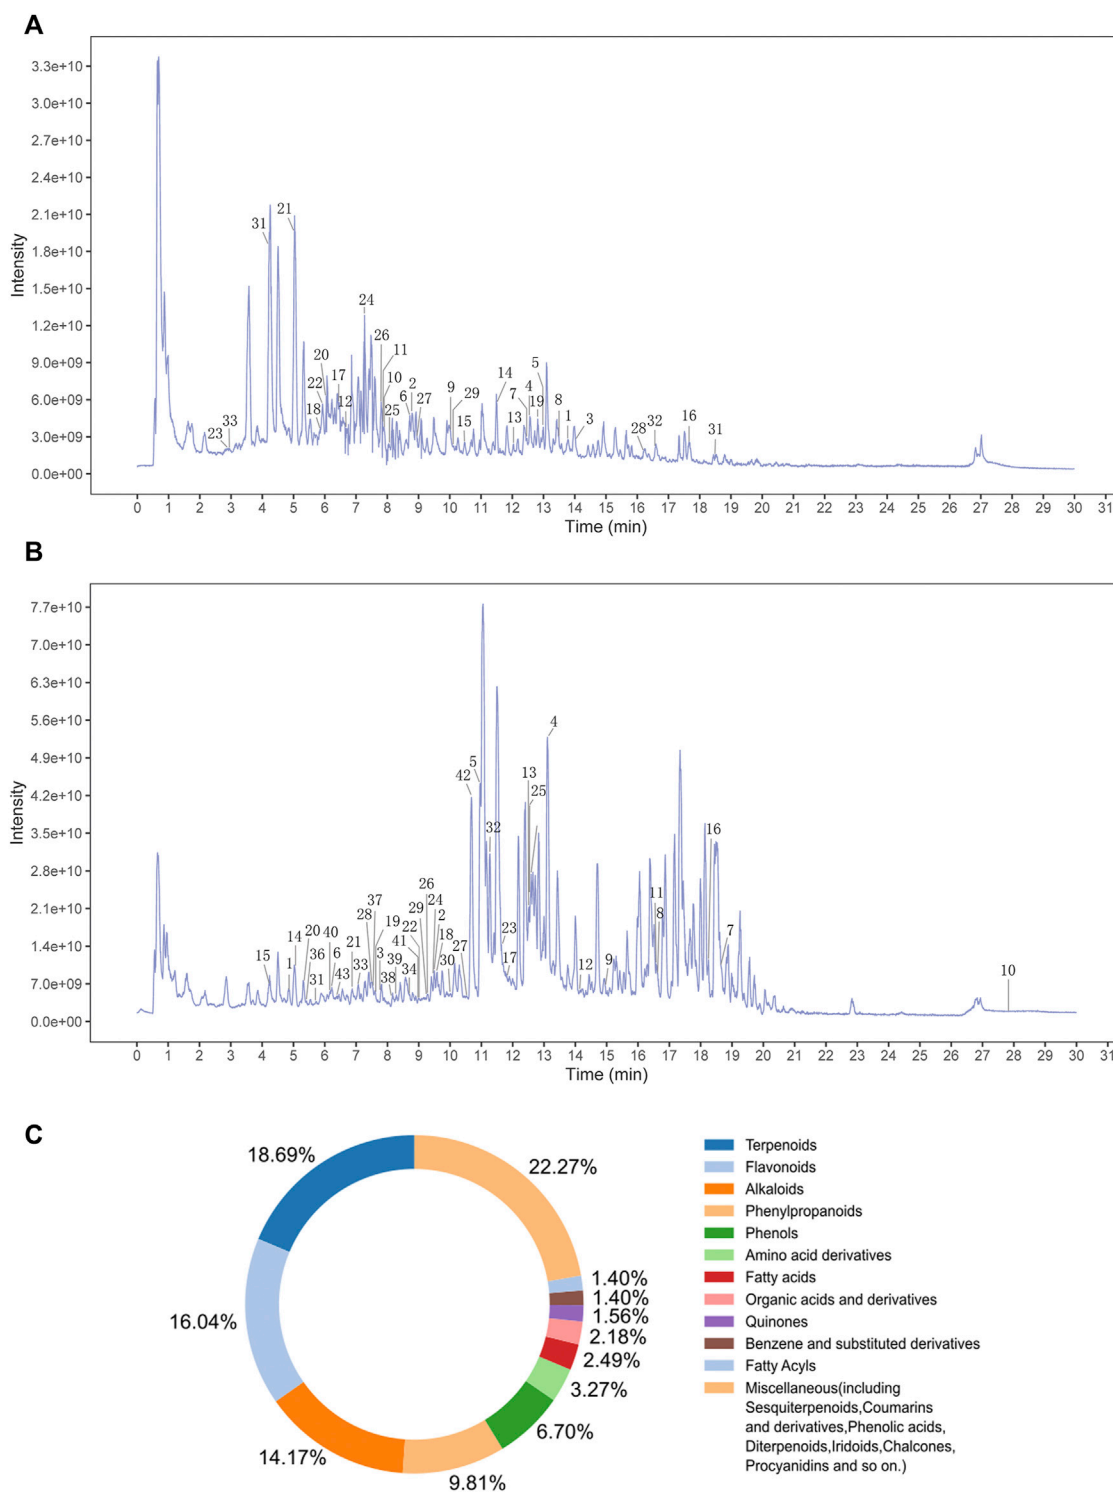 A
3.3e+10
3.0e+10
2.7e+10
2.4e+10
2.1e+10
1.8e+10
1.5e+10
1.2e+10
9.0e+09
6.0e+09
3.0e+09
0.0e+00
Intensity
23 33 31 21 18 22 20 17 12 24 26 11 10 25 6 2 27 9 29 15 14 7 13 4 5 19 8 1 3 28 32 16 31
0 1 2 3 4 5 6 7 8 9 10 11 12 13 14 15 16 17 18 19 20 21 22 23 24 25 26 27 28 29 30 31
Time (min)
B
7.7e+10
7.0e+10
6.3e+10
5.6e+10
4.9e+10
4.2e+10
3.5e+10
2.8e+10
2.1e+10
1.4e+10
7.0e+09
0.0e+00
Intensity
15 14 1 20 36 31 40 6 43 21 33 28 37 19 3 38 39 41 34 22 29 26 24 2 18 30 27 42 5 32 23 17 13 25 4 12 9 11 8 16 7 10
0 1 2 3 4 5 6 7 8 9 10 11 12 13 14 15 16 17 18 19 20 21 22 23 24 25 26 27 28 29 30 31
Time (min)
C
18.69%
22.27%
1.40%
1.40%
1.56%
2.18%
2.49%
3.27%
6.70%
9.81%
14.17%
16.04%
Terpenoids
Flavonoids
Alkaloids
Phenylpropanoids
Phenols
Amino acid derivatives
Fatty acids
Organic acids and derivatives
Quinones
Benzene and substituted derivatives
Fatty Acyls
Miscellaneous(including
Sesquiterpenoids,Coumarins
and derivatives,Phenolic acids,
Diterpenoids,Iridoids,Chalcones,
Procyanidins and so on.)